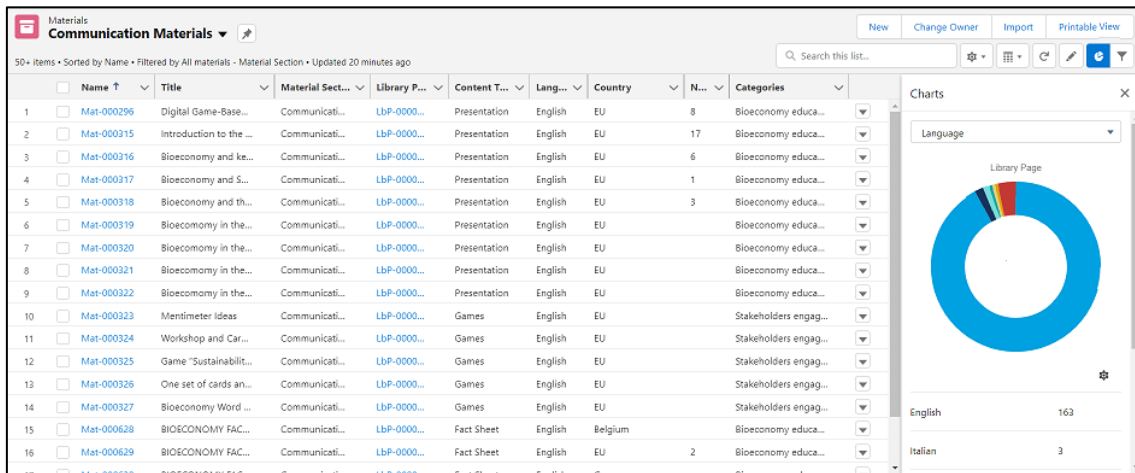 Materials
Communication Materials
New Change Owner Import Printable View
50+ items • Sorted by Name • Filtered by All materials - Material Section • Updated 20 minutes ago
Search this list...
Name ↑ Title Material Sect... Library P... Content T... Lang... Country N... Categories
1 Mat-000296 Digital Game-Base... Communicati... LbP-0000... Presentation English EU 8 Bioeconomy educa...
2 Mat-000315 Introduction to the ... Communicati... LbP-0000... Presentation English EU 17 Bioeconomy educa...
3 Mat-000316 Bioeconomy and ke... Communicati... LbP-0000... Presentation English EU 6 Bioeconomy educa...
4 Mat-000317 Bioeconomy and S... Communicati... LbP-0000... Presentation English EU 1 Bioeconomy educa...
5 Mat-000318 Bioeconomy and th... Communicati... LbP-0000... Presentation English EU 3 Bioeconomy educa...
6 Mat-000319 Bioecomomy in the... Communicati... LbP-0000... Presentation English EU Bioeconomy educa...
7 Mat-000320 Bioecomomy in the... Communicati... LbP-0000... Presentation English EU Bioeconomy educa...
8 Mat-000321 Bioecomomy in the... Communicati... LbP-0000... Presentation English EU Bioeconomy educa...
9 Mat-000322 Bioecomomy in the... Communicati... LbP-0000... Presentation English EU Bioeconomy educa...
10 Mat-000323 Mentimeter Ideas Communicati... LbP-0000... Games English EU Stakeholders engag...
11 Mat-000324 Workshop and Car... Communicati... LbP-0000... Games English EU Stakeholders engag...
12 Mat-000325 Game "Sustainabilit... Communicati... LbP-0000... Games English EU Stakeholders engag...
13 Mat-000326 One set of cards an... Communicati... LbP-0000... Games English EU Stakeholders engag...
14 Mat-000327 Bioeconomy Word ... Communicati... LbP-0000... Games English EU Stakeholders engag...
15 Mat-000628 BIOECONOMY FAC... Communicati... LbP-0000... Fact Sheet English Belgium Bioeconomy educa...
16 Mat-000629 BIOECONOMY FAC... Communicati... LbP-0000... Fact Sheet English EU 2 Bioeconomy educa...
Charts
Language
Library Page
English 163
Italian 3